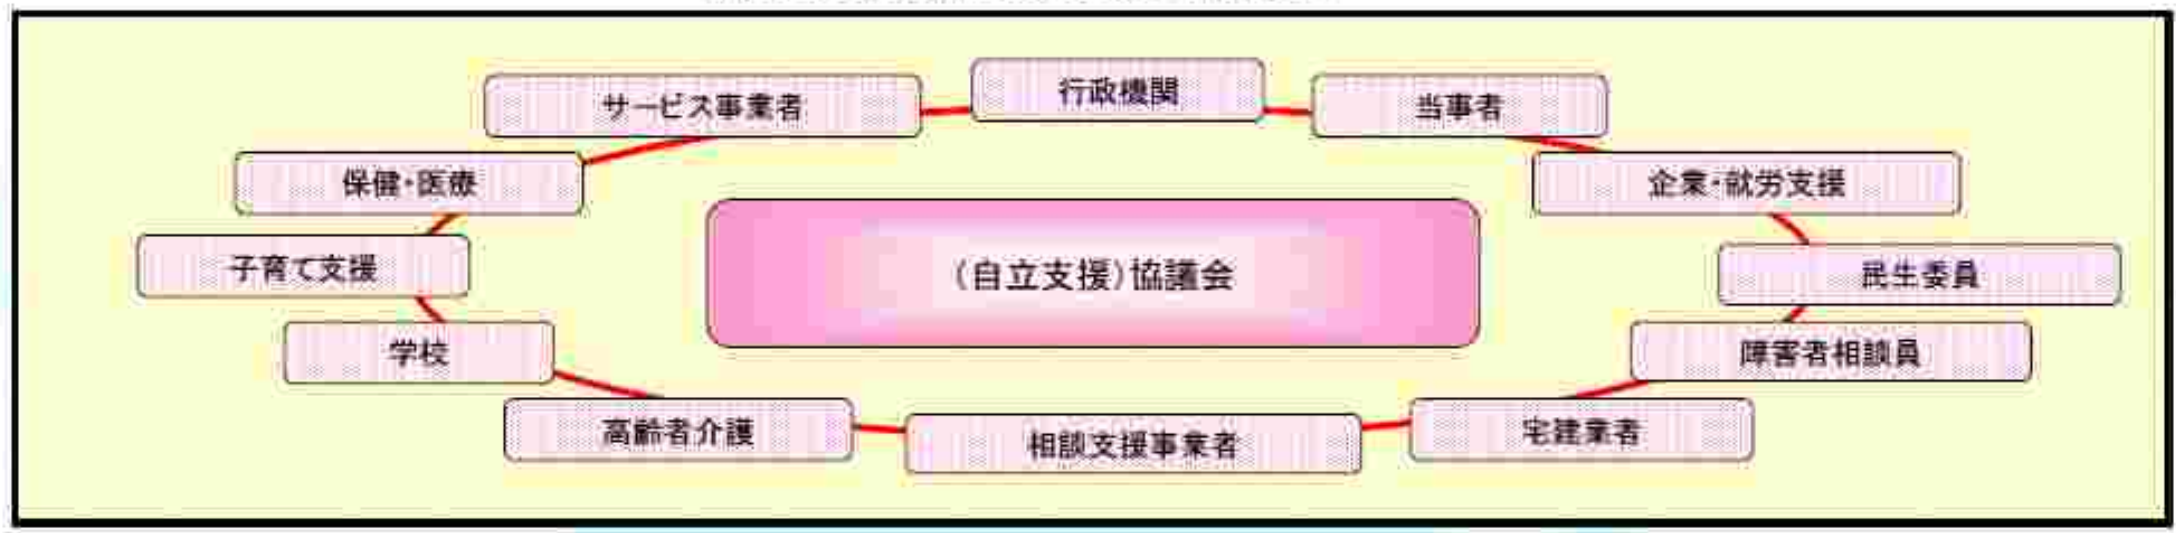 行政機関
サービス事業者
当事者
保健・医療
企業・就労支援
子育て支援
(自立支援)協議会
民生委員
学校
障害者相談員
高齢者介護
相談支援事業者
宅建業者